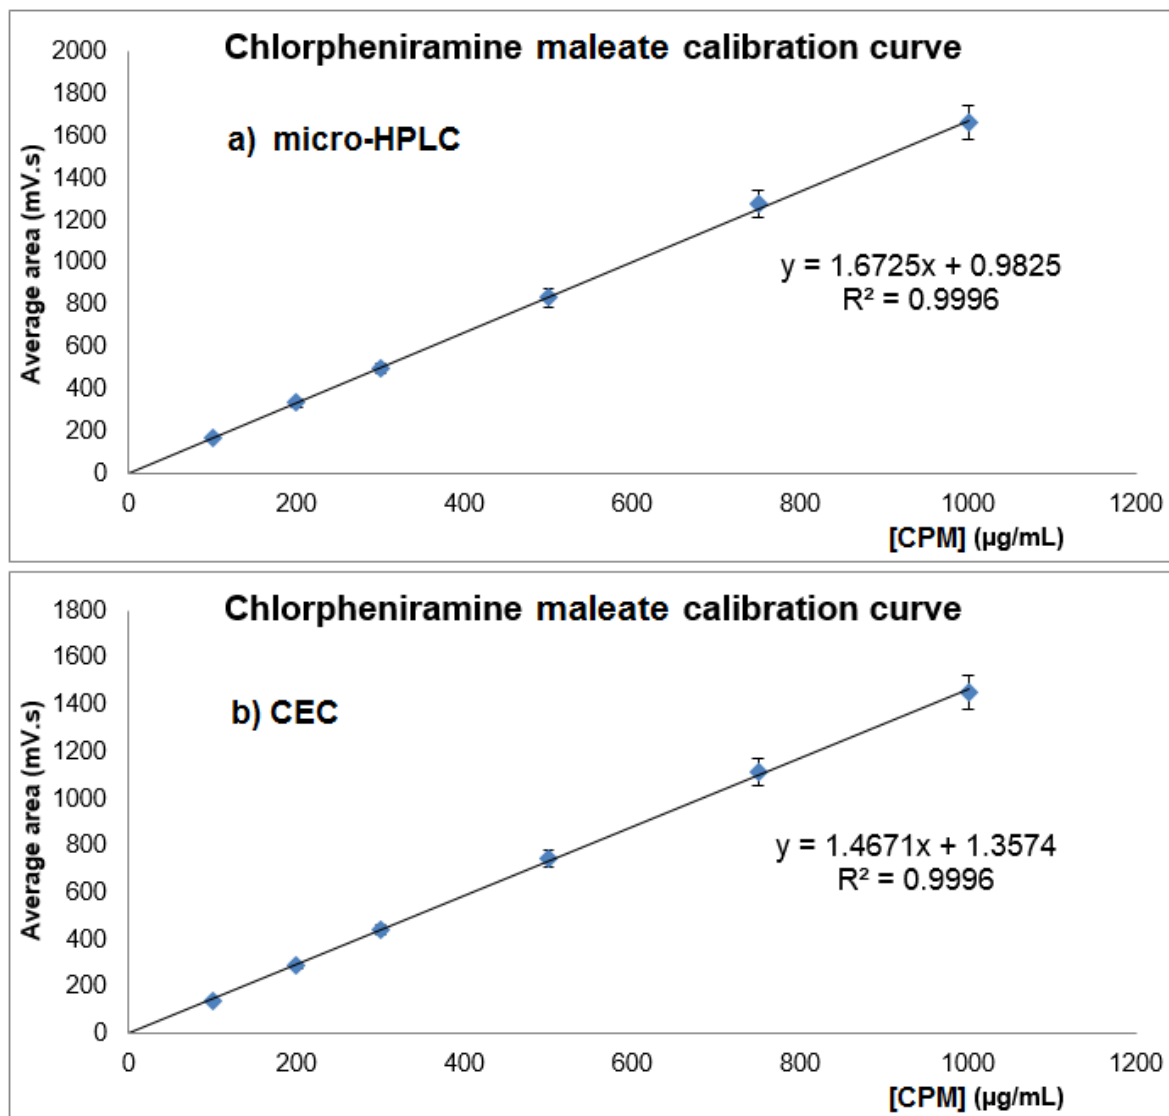 Chlorpheniramine maleate calibration curve
a) micro-HPLC
Average area (mV.s)
2000
1800
1600
1400
1200
1000
800
600
400
200
0
y = 1.6725x + 0.9825
R² = 0.9996
0 200 400 600 800 1000 1200
[CPM] (µg/mL)
Chlorpheniramine maleate calibration curve
b) CEC
Average area (mV.s)
1800
1600
1400
1200
1000
800
600
400
200
0
y = 1.4671x + 1.3574
R² = 0.9996
0 200 400 600 800 1000 1200
[CPM] (µg/mL)